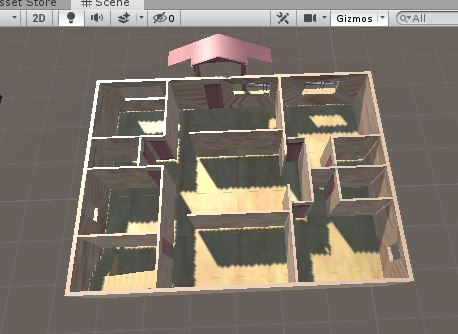 sset Store
Scene
2D
0
Gizmos
All